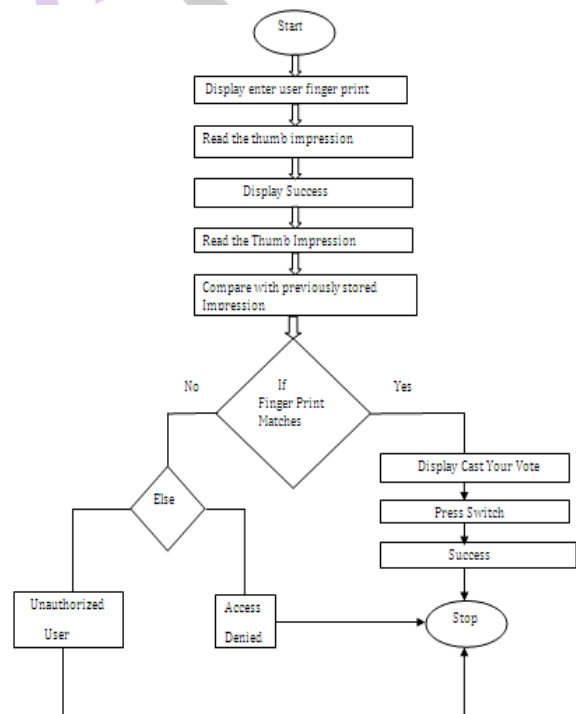 Start
Display enter user finger print
Read the thumb impression
Display Success
Read the Thumb Impression
Compare with previously stored
Impression
No
If
Yes
Finger Print
Matches
Display Cast Your Vote
Else
Press Switch
Success
Unauthorized
User
Access
Denied
Stop